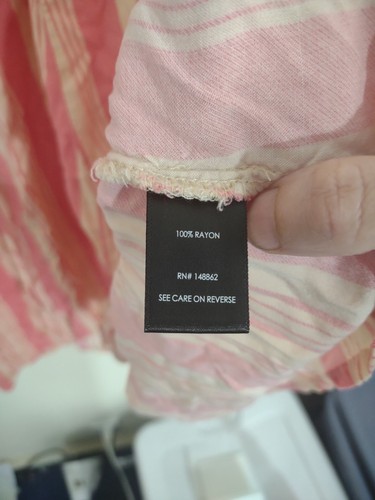 100% RAYON
RN# 148862
SEE CARE ON REVERSE